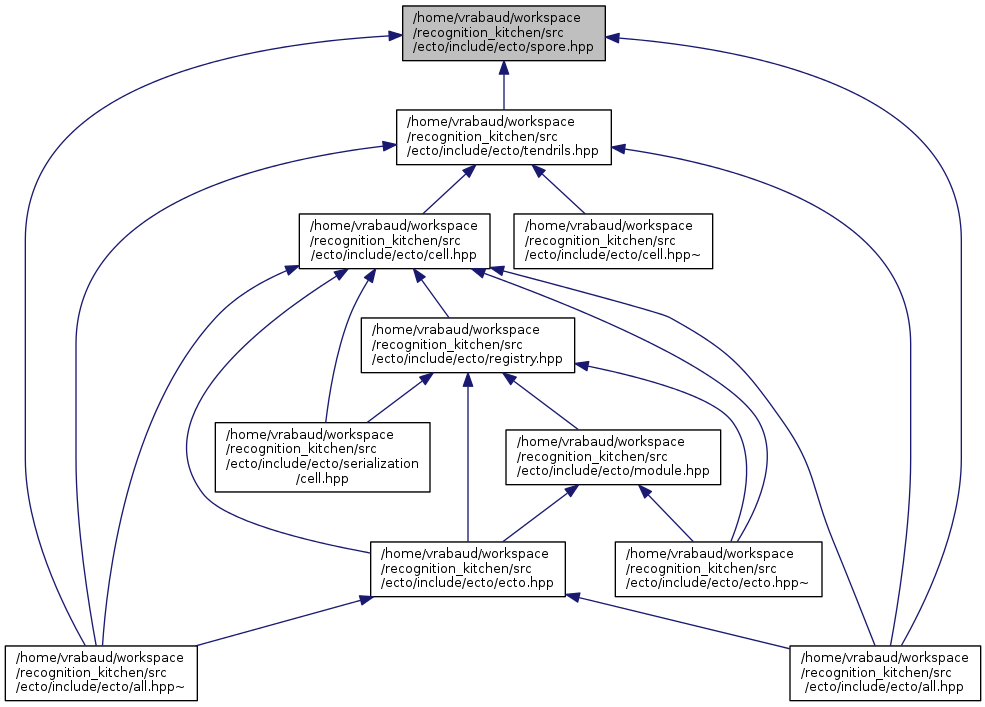 /home/vrabaud/workspace
/recognition_kitchen/src
/ecto/include/ecto/spore.hpp
/home/vrabaud/workspace
/recognition_kitchen/src
/ecto/include/ecto/tendrils.hpp
/home/vrabaud/workspace
/recognition_kitchen/src
/ecto/include/ecto/cell.hpp
/home/vrabaud/workspace
/recognition_kitchen/src
/ecto/include/ecto/cell.hpp~
/home/vrabaud/workspace
/recognition_kitchen/src
/ecto/include/ecto/registry.hpp
/home/vrabaud/workspace
/recognition_kitchen/src
/ecto/include/ecto/serialization
/cell.hpp
/home/vrabaud/workspace
/recognition_kitchen/src
/ecto/include/ecto/module.hpp
/home/vrabaud/workspace
/recognition_kitchen/src
/ecto/include/ecto/ecto.hpp
/home/vrabaud/workspace
/recognition_kitchen/src
/ecto/include/ecto/ecto.hpp~
/home/vrabaud/workspace
/recognition_kitchen/src
/ecto/include/ecto/all.hpp~
/home/vrabaud/workspace
/recognition_kitchen/src
/ecto/include/ecto/all.hpp